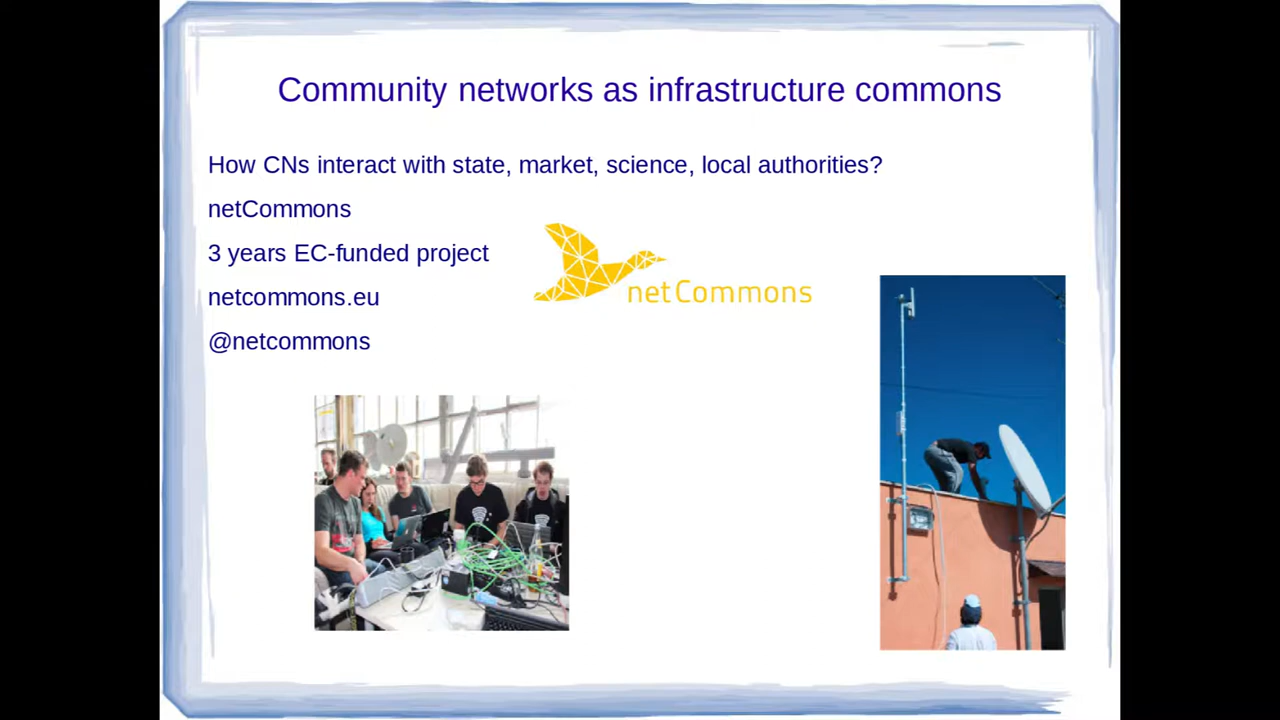 Community networks as infrastructure commons
How CNs interact with state, market, science, local authorities?
netCommons
3 years EC-funded project
netCommons
netcommons.eu
@netcommons